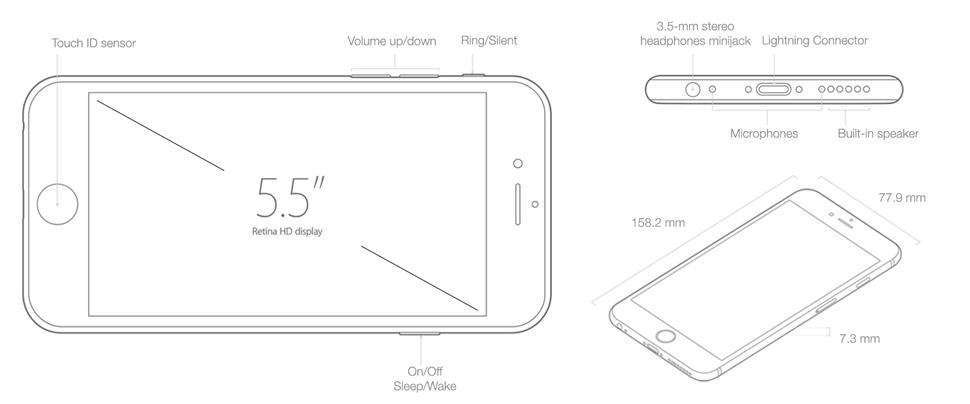 Touch ID sensor
Volume up/down
Ring/Silent
5.5″
Retina HD display
On/Off
Sleep/Wake
3.5-mm stereo
headphones minijack
Lightning Connector
Microphones
Built-in speaker
158.2 mm
77.9 mm
7.3 mm